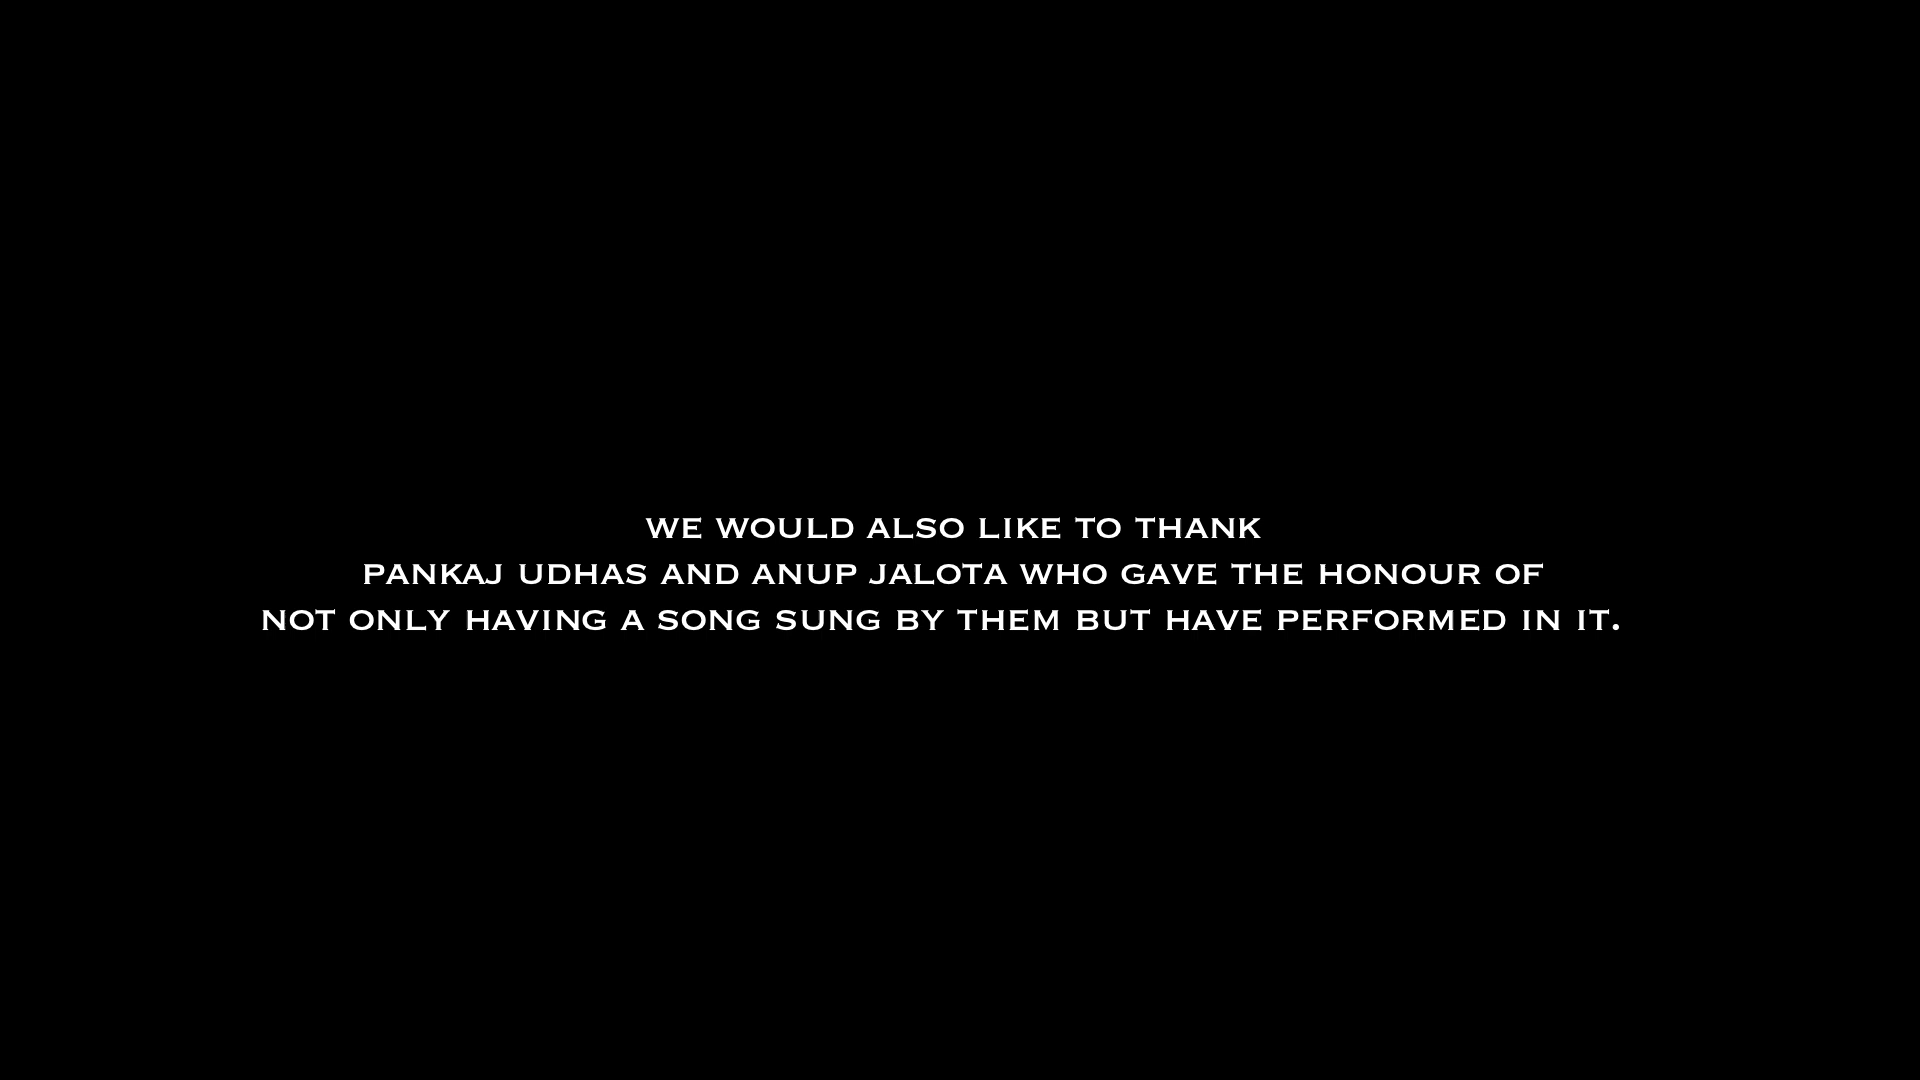 WE WOULD ALSO LIKE TO THANK
PANKAJ UDHAS AND ANUP JALOTA WHO GAVE THE HONOUR OF
NOT ONLY HAVING A SONG SUNG BY THEM BUT HAVE PERFORMED IN IT.